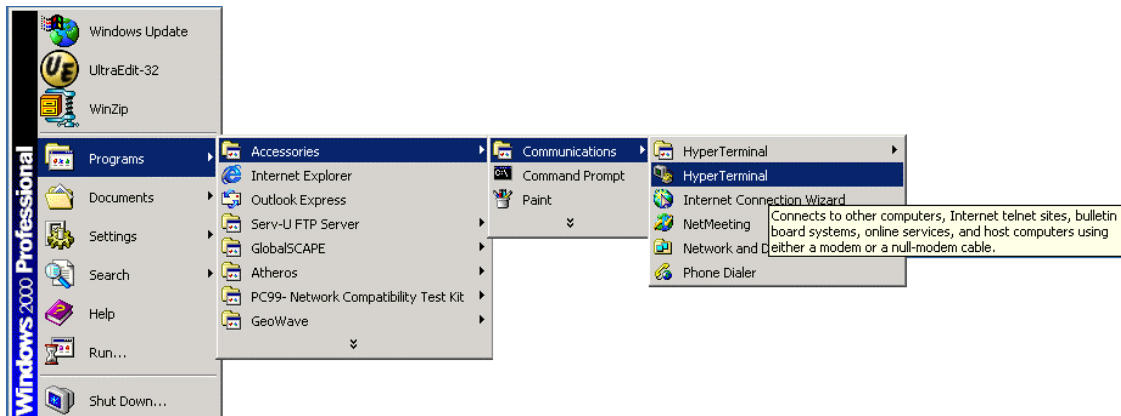 Windows 2000 Professional
Windows Update
UltraEdit-32
WinZip
Programs
Documents
Settings
Search
Help
Run...
Shut Down...
Accessories
Internet Explorer
Outlook Express
Serv-U FTP Server
GlobalSCAPE
Atheros
PC99- Network Compatibility Test Kit
GeoWave
Communications
Command Prompt
Paint
HyperTerminal
HyperTerminal
Internet Connection Wizard
NetMeeting
Network and D
Phone Dialer
Connects to other computers, Internet telnet sites, bulletin
board systems, online services, and host computers using
either a modem or a null-modem cable.